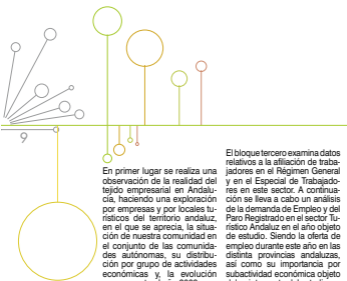 9
En primer lugar se realiza una
observación de la realidad del
tejido empresarial en Andalu-
cía, haciendo una exploración
por empresas y por locales tu-
rísticos del territorio andaluz,
en el que se aprecia, la situa-
ción de nuestra comunidad en
el conjunto de las comunida-
des autónomas, su distribu-
ción por grupo de actividades
económicas y, la evolución
El bloque tercero examina datos
relativos a la afiliación de traba-
jadores en el Régimen General
y en el Especial de Trabajado-
res en este sector. A continua-
ción se lleva a cabo un análisis
de la demanda de Empleo y del
Paro Registrado en el sector Tu-
rístico Andaluz en el año objeto
de estudio. Siendo la oferta de
empleo durante este año en las
distinta provincias andaluzas,
así como su importancia por
subactividad económica objeto